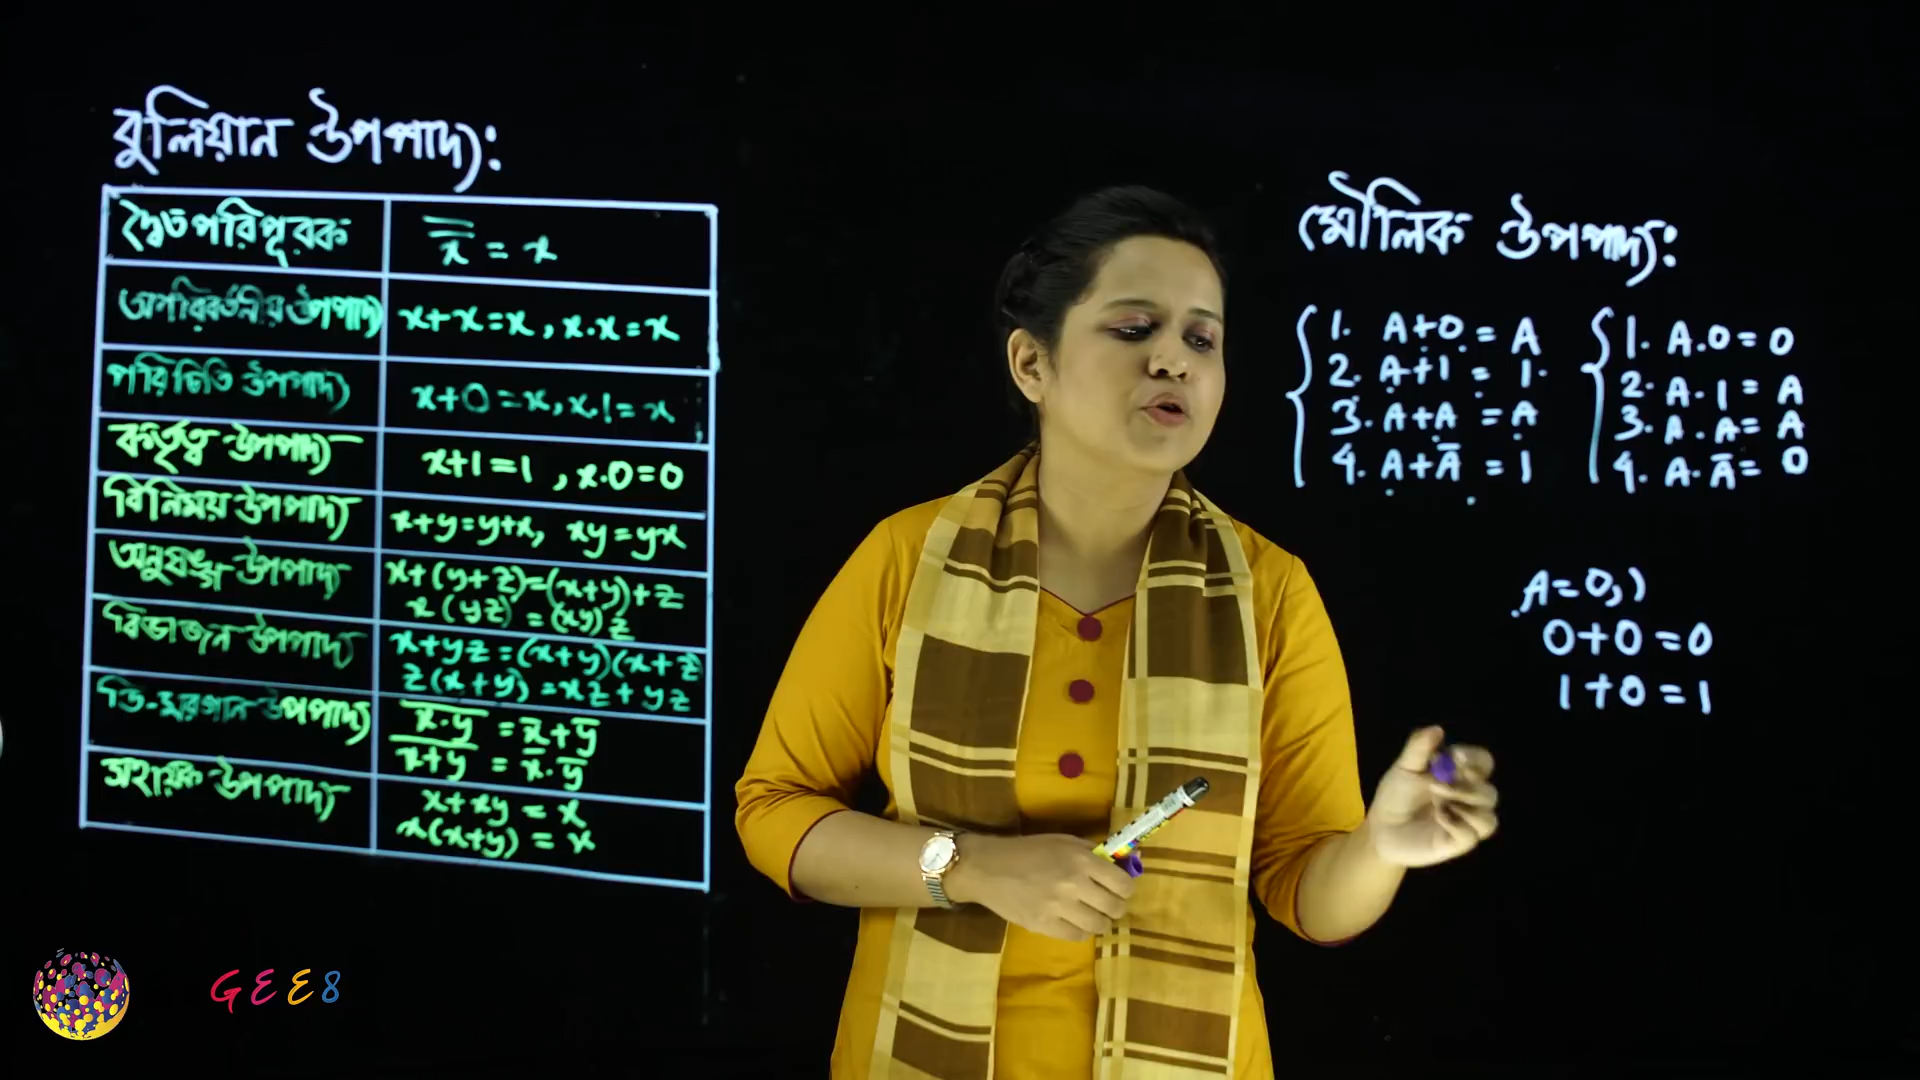 বুলিয়ান উপপাদ্য:
দ্বৈত পরিপূরক x̿ = x
অপরিবর্তনীয় উপপাদ্য x+x=x, x.x=x
পরিচিতি উপপাদ্য x+0=x, x.1=x
কর্তৃত্ব উপপাদ্য x+1=1, x.0=0
বিনিময় উপপাদ্য x+y=y+x, xy=yx
অনুষঙ্গ উপপাদ্য x+(y+z)=(x+y)+z
x(yz) = (xy)z
বিভাজন উপপাদ্য x+yz=(x+y)(x+z)
z(x+y) = xz+yz
ডি-মরগান উপপাদ্য x̅.̅y̅ = x̅+y̅
x̅+̅y̅ = x̅.y̅
সহায়ক উপপাদ্য x+xy = x
x(x+y) = x
মৌলিক উপপাদ্য:
1. A+0 = A
2. A+1 = 1
3. A+A = A
4. A+A̅ = 1
1. A.0 = 0
2. A.1 = A
3. A.A = A
4. A.A̅ = 0
A=0,1
0+0=0
1+0=1
GEE8